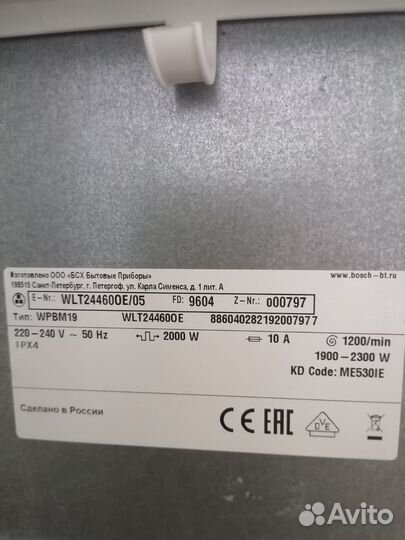 Изготовлено ООО «БСХ Бытовые Приборы» www.bosch-bt.ru
198515 Санкт-Петербург, г. Петергоф, ул. Карла Сименса, д.1 лит. А
E-Nr.: WLT24460OE/05 FD: 9604 Z-Nr.: 000797
Тип: WPBM19 WLT24460OE 886040282192007977
220-240 V ~ 50 Hz 2000 W 10 A 1200/min
IPX4 1900-2300 W
KD Code: ME530IE
Сделано в России
CE EAC DVE
Avito